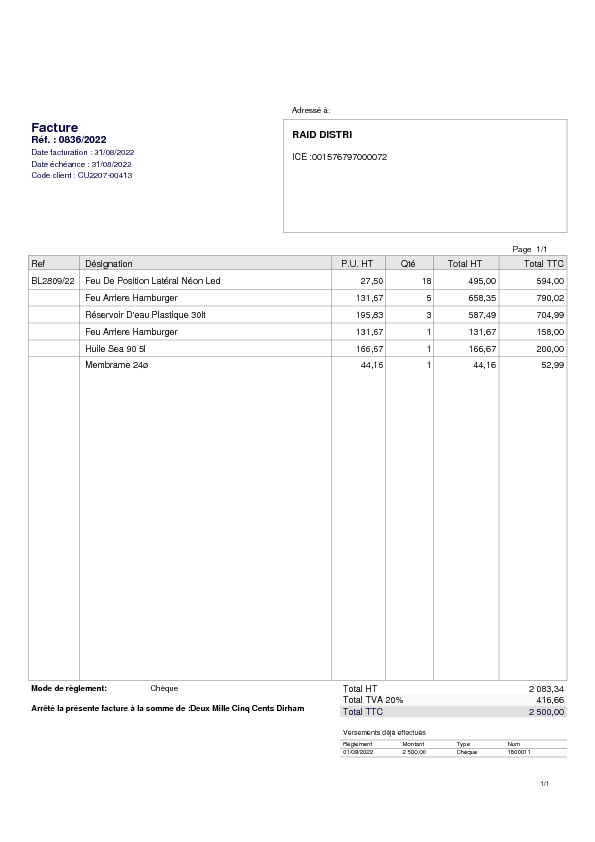 Adressé à:
Facture
Réf. : 0836/2022
Date facturation : 31/08/2022
Date échéance : 31/08/2022
Code client : CU2207-00413
RAID DISTRI
ICE :001576797000072
Page 1/1
Ref Désignation P.U. HT Qté Total HT Total TTC
BL2809/22 Feu De Position Latéral Néon Led 27,50 18 495,00 594,00
Feu Arriere Hamburger 131,67 5 658,35 790,02
Réservoir D'eau Plastique 30lt 195,83 3 587,49 704,99
Feu Arriere Hamburger 131,67 1 131,67 158,00
Huile Sea 90 5l 166,67 1 166,67 200,00
Membrame 24ø 44,16 1 44,16 52,99
Mode de règlement: Chèque
Arrêté la présente facture à la somme de :Deux Mille Cinq Cents Dirham
Total HT 2 083,34
Total TVA 20% 416,66
Total TTC 2 500,00
Versements déjà effectués
Règlement Montant Type Num
01/09/2022 2 500,00 Chèque 1800011
1/1